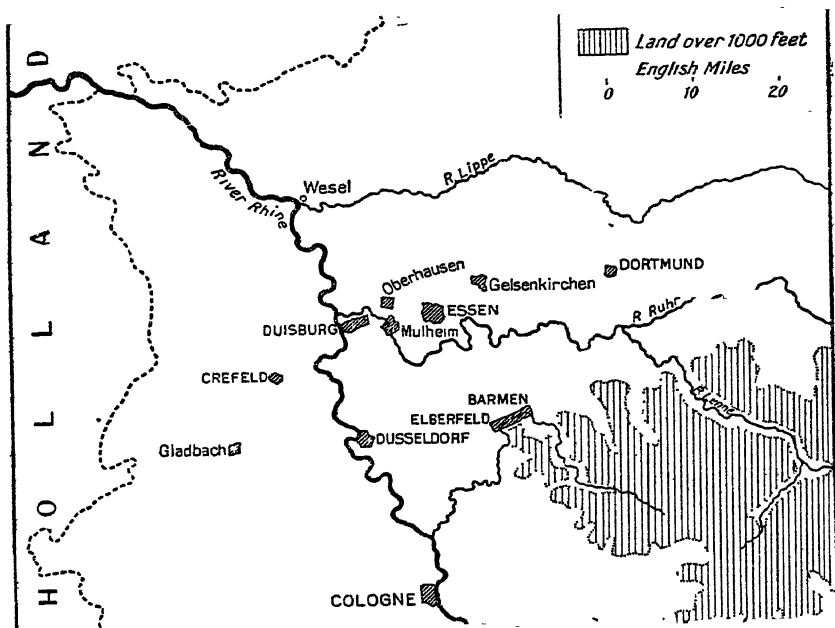 Land over 1000 feet
English Miles
0 10 20
HOLLAND
River Rhine
Wesel
R. Lippe
Oberhausen
Gelsenkirchen
DORTMUND
DUISBURG
Mulheim
ESSEN
R Ruhr
CREFELD
BARMEN
ELBERFELD
Gladbach
DUSSELDORF
COLOGNE